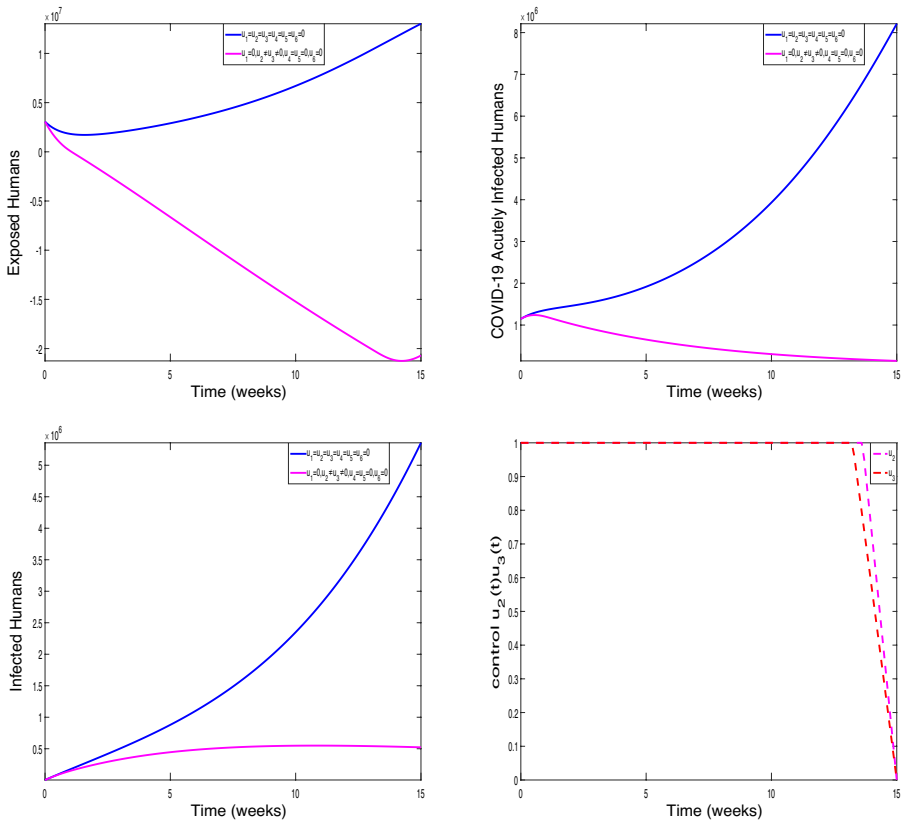 × 10⁷
u₁=u₂=u₃=u₄=u₅=u₆=0
u₁=0,u₂≠u₃≠0,u₄=u₅=0,u₆=0
1
0.5
0
-0.5
-1
-1.5
-2
Exposed Humans
0 5 10 15
Time (weeks)
× 10⁶
u₁=u₂=u₃=u₄=u₅=u₆=0
u₁=0,u₂≠u₃≠0,u₄=u₅=0,u₆=0
8
7
6
5
4
3
2
1
COVID-19 Acutely Infected Humans
0 5 10 15
Time (weeks)
× 10⁶
u₁=u₂=u₃=u₄=u₅=u₆=0
u₁=0,u₂≠u₃≠0,u₄=u₅=0,u₆=0
5
4.5
4
3.5
3
2.5
2
1.5
1
0.5
Infected Humans
0 5 10 15
Time (weeks)
u₂
u₃
1
0.9
0.8
0.7
0.6
0.5
0.4
0.3
0.2
0.1
0
control u₂(t)u₃(t)
0 5 10 15
Time (weeks)